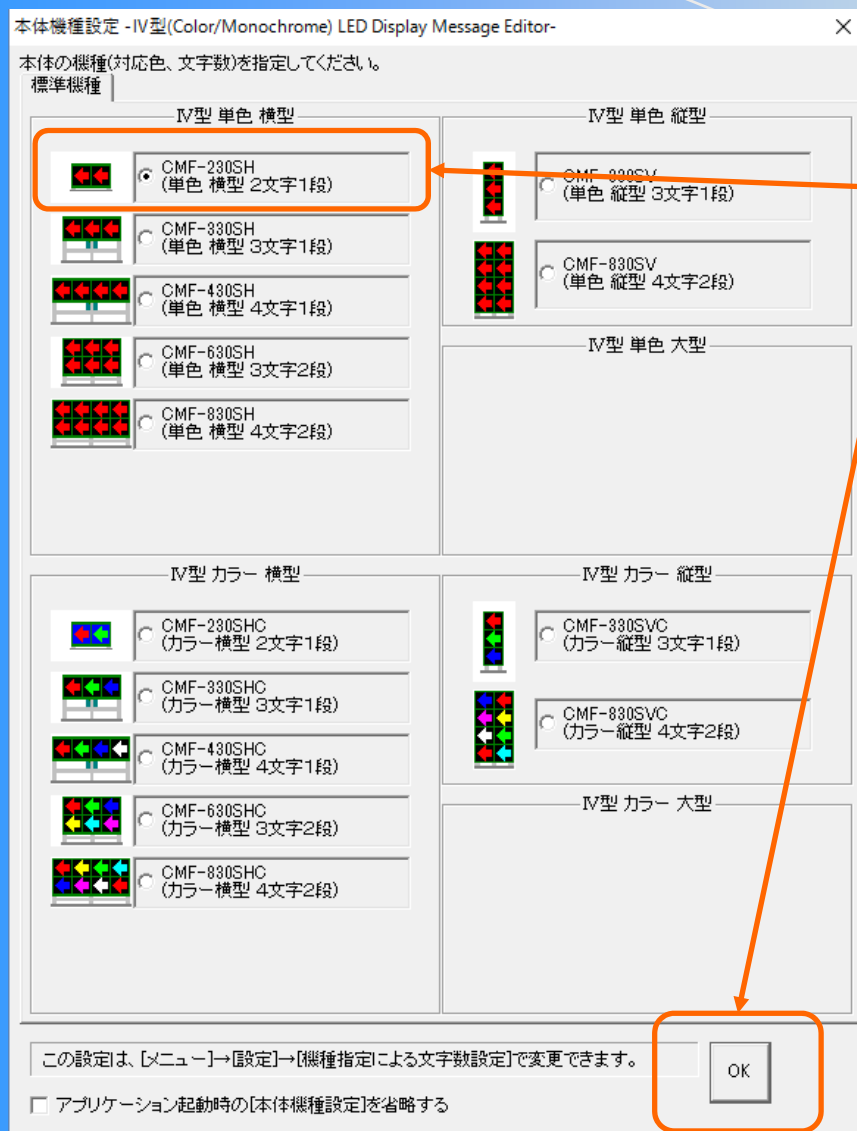 本体機種設定 -Ⅳ型(Color/Monochrome) LED Display Message Editor-
本体の機種(対応色、文字数)を指定してください。
標準機種
Ⅳ型 単色 横型
CMF-230SH
(単色 横型 2文字1段)
CMF-330SH
(単色 横型 3文字1段)
CMF-430SH
(単色 横型 4文字1段)
CMF-630SH
(単色 横型 3文字2段)
CMF-830SH
(単色 横型 4文字2段)
Ⅳ型 単色 縦型
CMF-330SV
(単色 縦型 3文字1段)
CMF-830SV
(単色 縦型 4文字2段)
Ⅳ型 単色 大型
Ⅳ型 カラー 横型
CMF-230SHC
(カラー横型 2文字1段)
CMF-330SHC
(カラー横型 3文字1段)
CMF-430SHC
(カラー横型 4文字1段)
CMF-630SHC
(カラー横型 3文字2段)
CMF-830SHC
(カラー横型 4文字2段)
Ⅳ型 カラー 縦型
CMF-330SVC
(カラー縦型 3文字1段)
CMF-830SVC
(カラー縦型 4文字2段)
Ⅳ型 カラー 大型
この設定は、[メニュー]→[設定]→[機種指定による文字数設定]で変更できます。
OK
アプリケーション起動時の[本体機種設定]を省略する